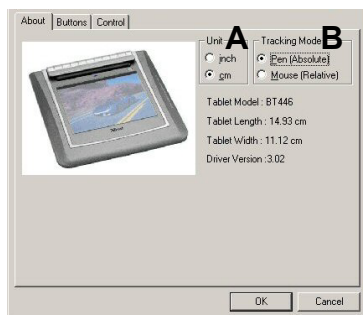 About Buttons Control
Unit A Tracking Mode B
inch Pen (Absolute)
cm Mouse (Relative)
Tablet Model : BT446
Tablet Length : 14.93 cm
Tablet Width : 11.12 cm
Driver Version :3.02
Trust
OK Cancel